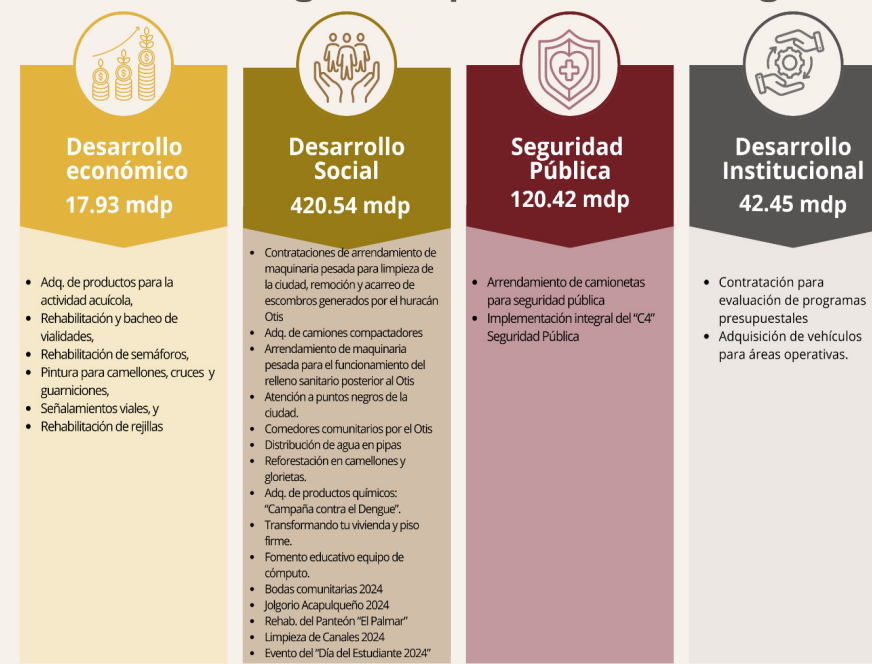 Desarrollo
económico
17.93 mdp
• Adq. de productos para la
actividad acuícola,
• Rehabilitación y bacheo de
vialidades,
• Rehabilitación de semáforos,
• Pintura para camellones, cruces y
guarniciones,
• Señalamientos viales, y
• Rehabilitación de rejillas
Desarrollo
Social
420.54 mdp
• Contrataciones de arrendamiento de
maquinaria pesada para limpieza de
la ciudad, remoción y acarreo de
escombros generados por el huracán
Otis
• Adq. de camiones compactadores
• Arrendamiento de maquinaria
pesada para el funcionamiento del
relleno sanitario posterior al Otis
• Atención a puntos negros de la
ciudad.
• Comedores comunitarios por el Otis
• Distribución de agua en pipas
• Reforestación en camellones y
glorietas.
• Adq. de productos químicos:
“Campaña contra el Dengue”.
• Transformando tu vivienda y piso
firme.
• Fomento educativo equipo de
cómputo.
• Bodas comunitarias 2024
• Jolgorio Acapulqueño 2024
• Rehab. del Panteón “El Palmar”
• Limpieza de Canales 2024
• Evento del “Día del Estudiante 2024”
Seguridad
Pública
120.42 mdp
• Arrendamiento de camionetas
para seguridad pública
• Implementación integral del “C4”
Seguridad Pública
Desarrollo
Institucional
42.45 mdp
• Contratación para
evaluación de programas
presupuestales
• Adquisición de vehículos
para áreas operativas.